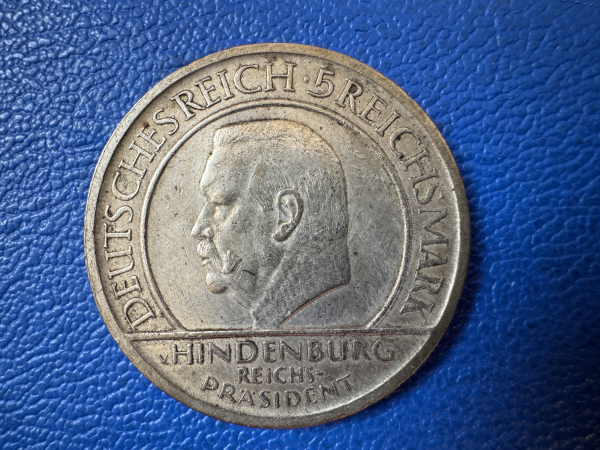 DEUTSCHES REICH · 5 REICHSMARK
v. HINDENBURG
REICHS-
PRÄSIDENT